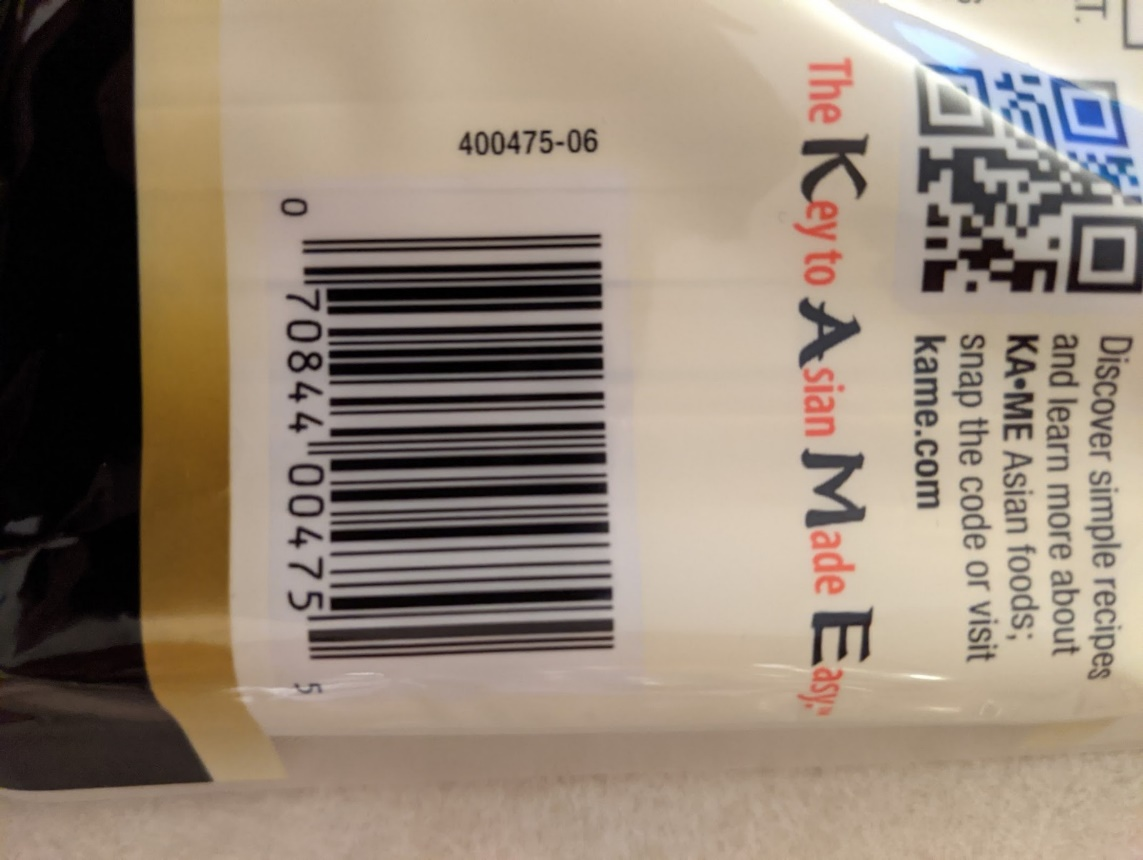 Discover simple recipes
and learn more about
KA•ME Asian foods;
snap the code or visit
kame.com
The Key to Asian Made Easy.
400475-06
0 70844 00475 5